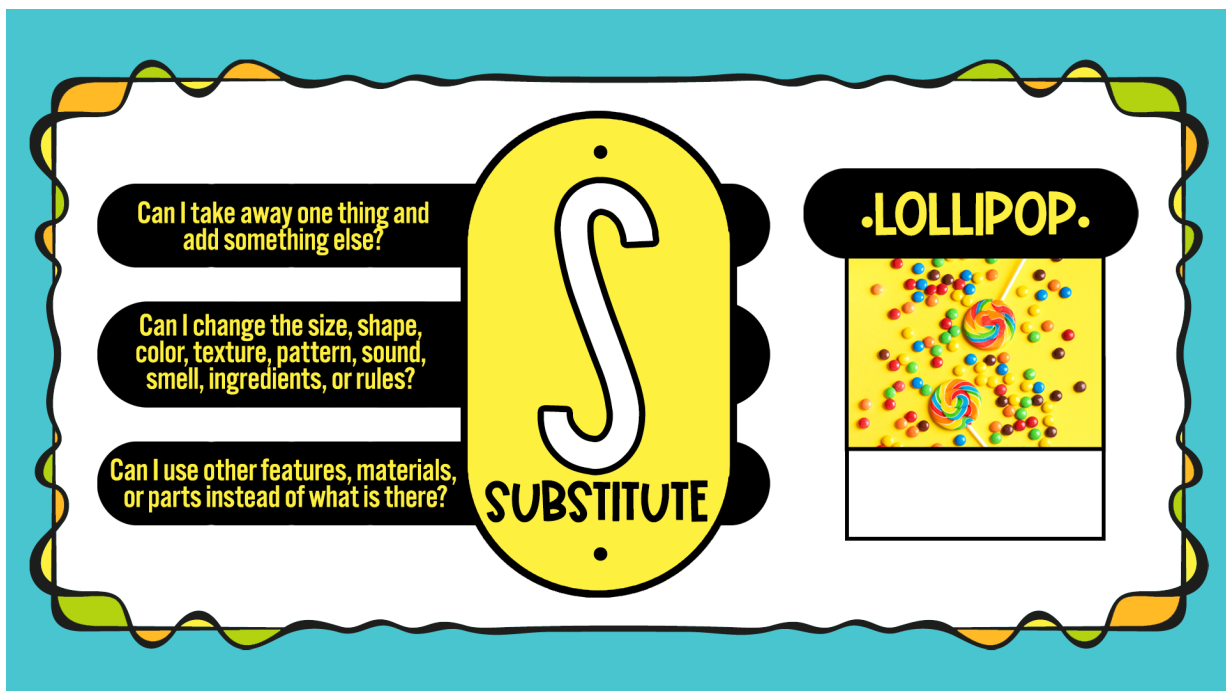 Can I take away one thing and
add something else?
Can I change the size, shape,
color, texture, pattern, sound,
smell, ingredients, or rules?
Can I use other features, materials,
or parts instead of what is there?
S
SUBSTITUTE
•LOLLIPOP•